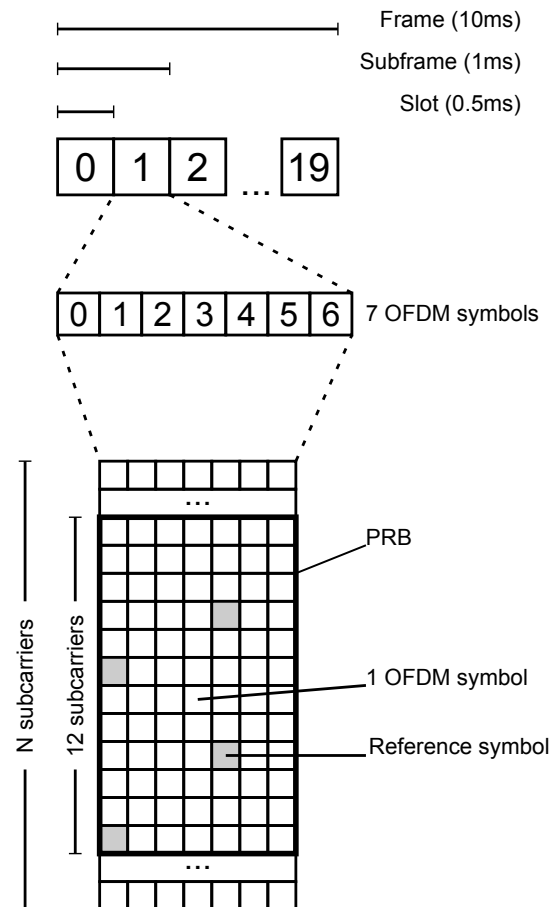 Frame (10ms)
Subframe (1ms)
Slot (0.5ms)
0 1 2 ... 19
0 1 2 3 4 5 6 7 OFDM symbols
...
PRB
N subcarriers
12 subcarriers
1 OFDM symbol
Reference symbol
...